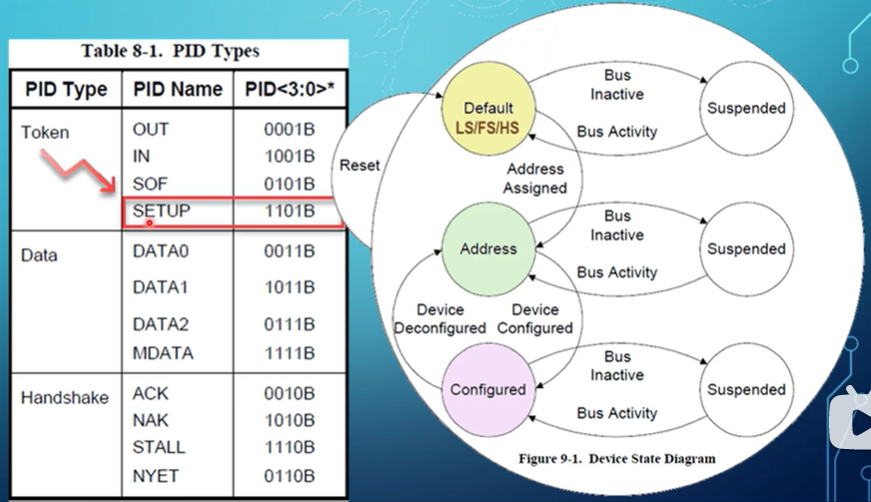 Table 8-1. PID Types
PID Type PID Name PID<3:0>*
Token OUT 0001B
IN 1001B
SOF 0101B
SETUP 1101B
Data DATA0 0011B
DATA1 1011B
DATA2 0111B
MDATA 1111B
Handshake ACK 0010B
NAK 1010B
STALL 1110B
NYET 0110B
Reset
Default
LS/FS/HS
Bus
Inactive
Bus Activity
Suspended
Address
Assigned
Address
Bus
Inactive
Bus Activity
Suspended
Device
Deconfigured
Device
Configured
Configured
Bus
Inactive
Bus Activity
Suspended
Figure 9-1. Device State Diagram